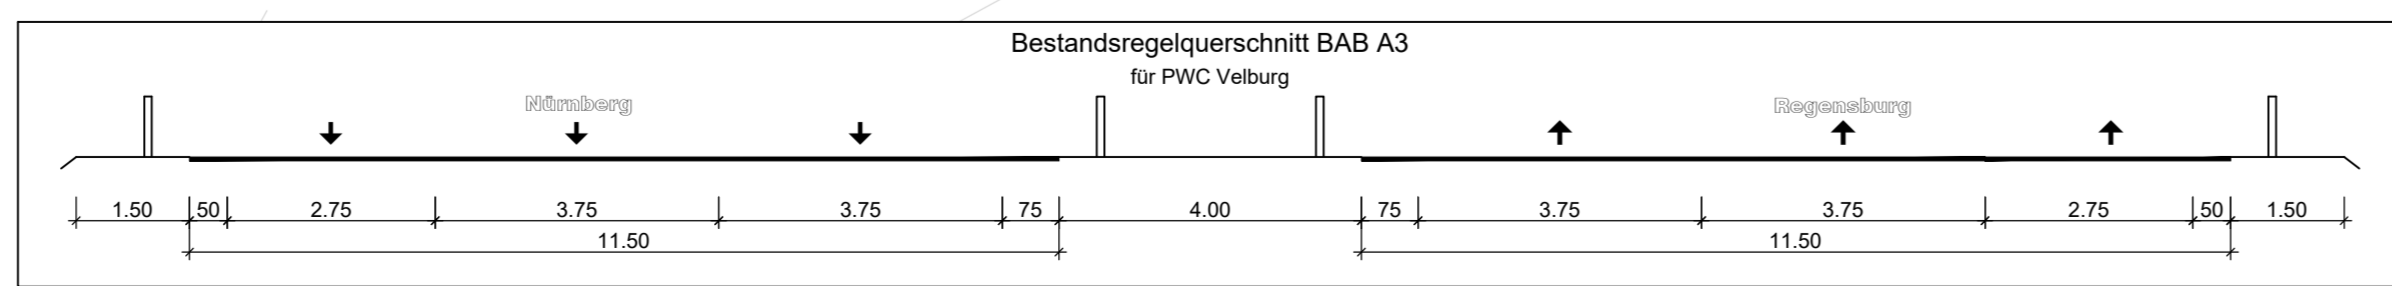 Bestandsregelquerschnitt BAB A3
für PWC Velburg
Nürnberg Regensburg
1.50 50 2.75 3.75 3.75 75 4.00 75 3.75 3.75 2.75 50 1.50
11.50 11.50